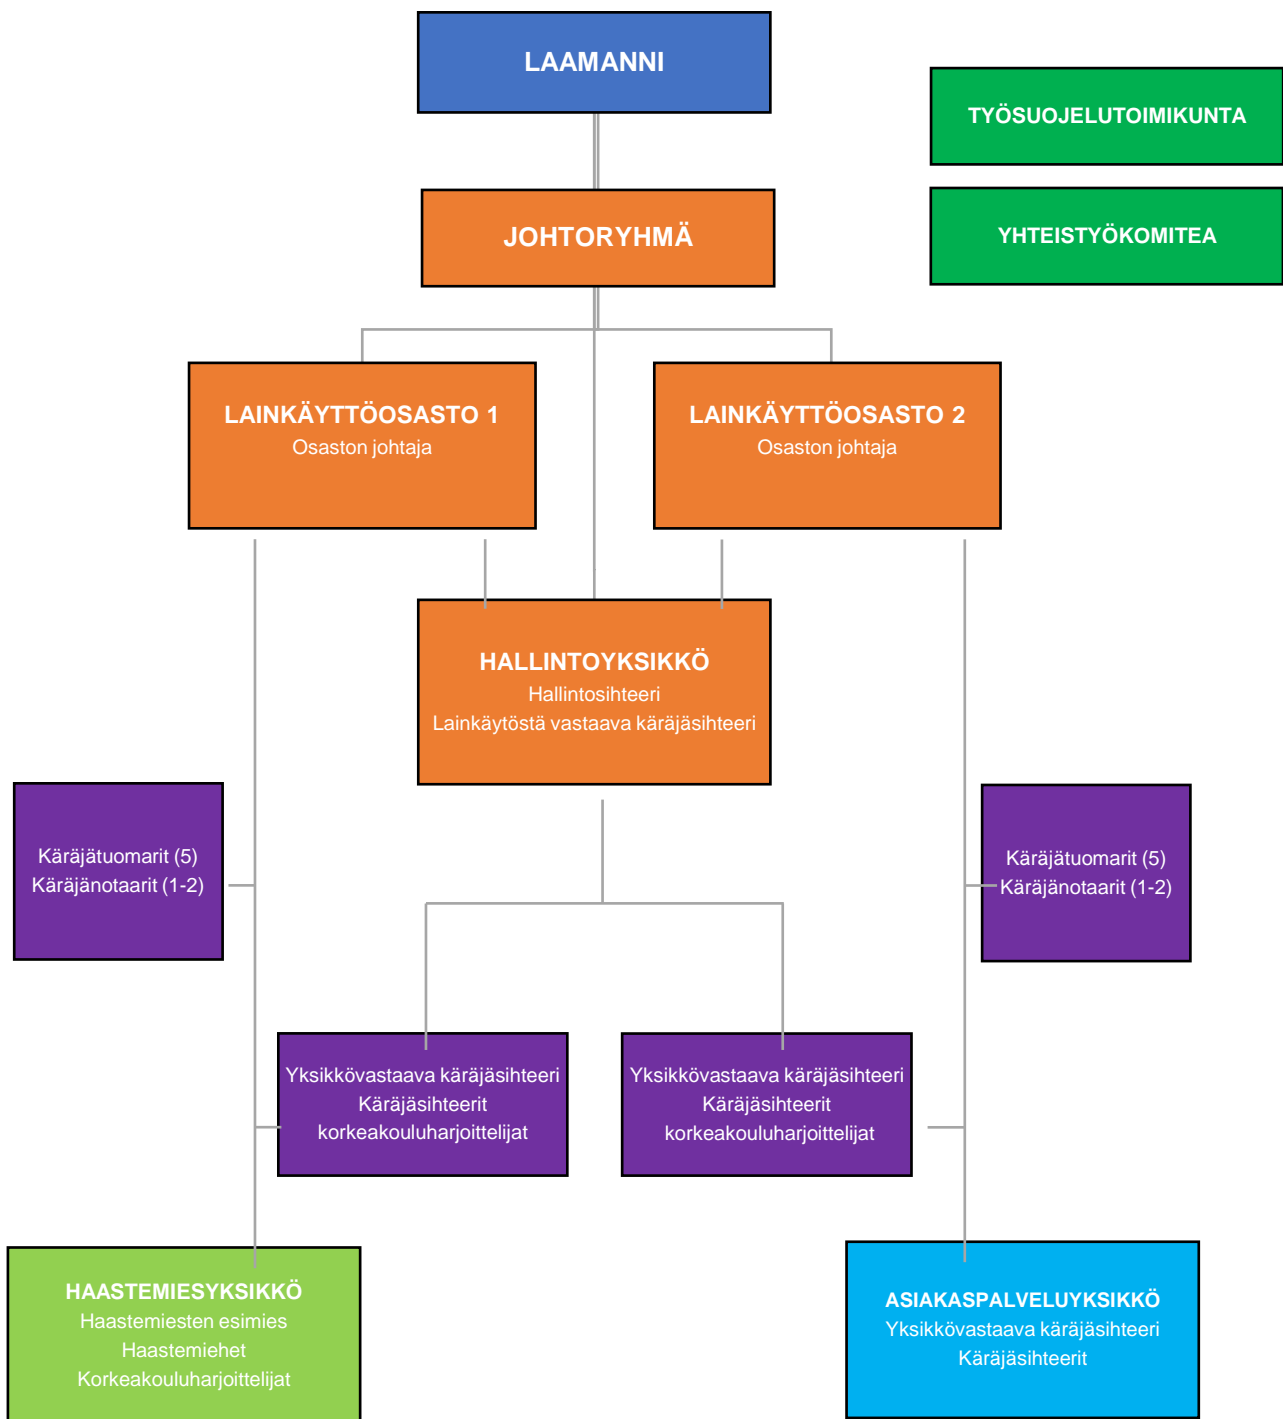 LAAMANNI
TYÖSUOJELUTOIMIKUNTA
JOHTORYHMÄ
YHTEISTYÖKOMITEA
LAINKÄYTTÖOSASTO 1
Osaston johtaja
LAINKÄYTTÖOSASTO 2
Osaston johtaja
HALLINTOYKSIKKÖ
Hallintosihteeri
Lainkäytöstä vastaava käräjäsihteeri
Käräjätuomarit (5)
Käräjänotaarit (1-2)
Käräjätuomarit (5)
Käräjänotaarit (1-2)
Yksikkövastaava käräjäsihteeri
Käräjäsihteerit
korkeakouluharjoittelijat
Yksikkövastaava käräjäsihteeri
Käräjäsihteerit
korkeakouluharjoittelijat
HAASTEMIESYKSIKKÖ
Haastemiesten esimies
Haastemiehet
Korkeakouluharjoittelijat
ASIAKASPALVELUYKSIKKÖ
Yksikkövastaava käräjäsihteeri
Käräjäsihteerit